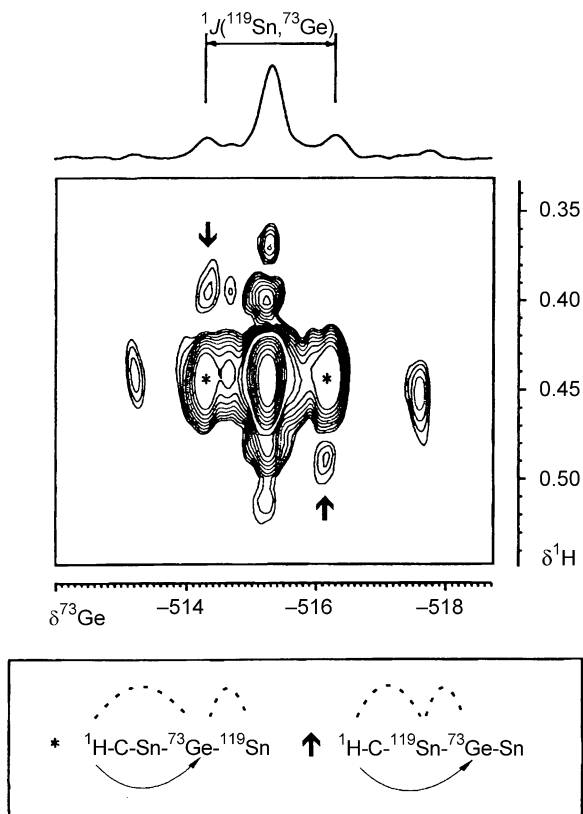 ¹J(¹¹⁹Sn,⁷³Ge)
0.35
0.40
* *
0.45
0.50
δ¹H
δ⁷³Ge –514 –516 –518
* ¹H-C-Sn-⁷³Ge-¹¹⁹Sn ↑ ¹H-C-¹¹⁹Sn-⁷³Ge-Sn